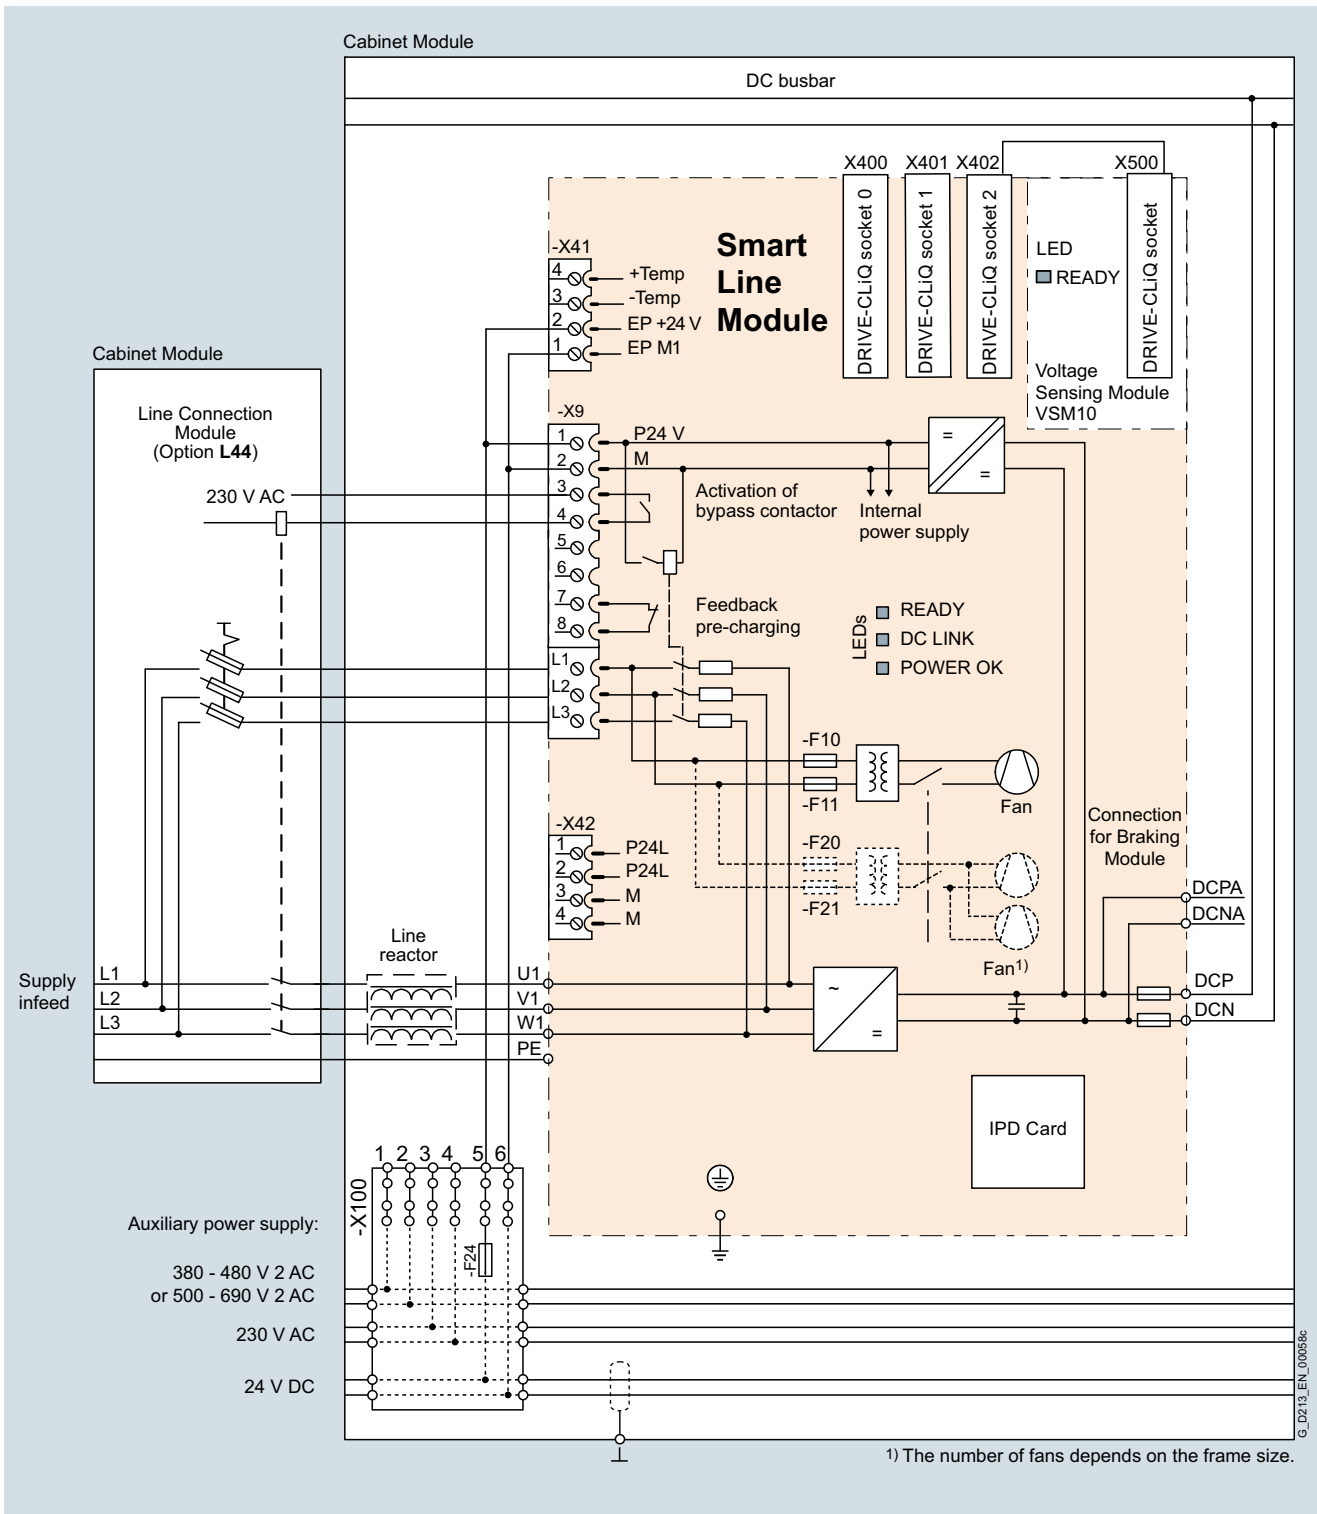 Cabinet Module
DC busbar
X400
X401
X402
X500
DRIVE-CLiQ socket 0
DRIVE-CLiQ socket 1
DRIVE-CLiQ socket 2
DRIVE-CLiQ socket
LED
READY
Voltage
Sensing Module
VSM10
Smart
Line
Module
-X41
4
+Temp
3
-Temp
2
EP +24 V
1
EP M1
Cabinet Module
Line Connection
Module
(Option L44)
230 V AC
-X9
1
P24 V
2
M
3
4
5
6
7
8
L1
L2
L3
Activation of
bypass contactor
=
=
Internal
power supply
Feedback
pre-charging
LEDs
READY
DC LINK
POWER OK
-F10
-F11
Fan
-F20
-F21
Fan1)
Connection
for Braking
Module
DCPA
DCNA
DCP
DCN
-X42
1
P24L
2
P24L
3
M
4
M
Line
reactor
Supply
infeed
L1
L2
L3
U1
V1
W1
PE
~
=
IPD Card
1 2 3 4 5 6
-X100
-F24
Auxiliary power supply:
380 - 480 V 2 AC
or 500 - 690 V 2 AC
230 V AC
24 V DC
G_D213_EN_00058c
1) The number of fans depends on the frame size.